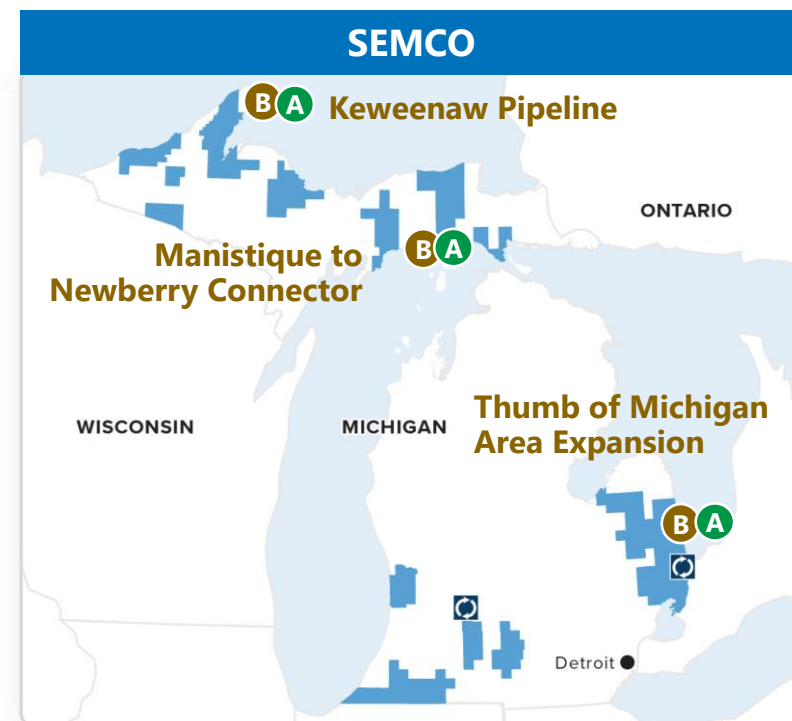 SEMCO
B A Keweenaw Pipeline
ONTARIO
Manistique to
Newberry Connector
B A
Thumb of Michigan
Area Expansion
WISCONSIN
MICHIGAN
B A
Detroit